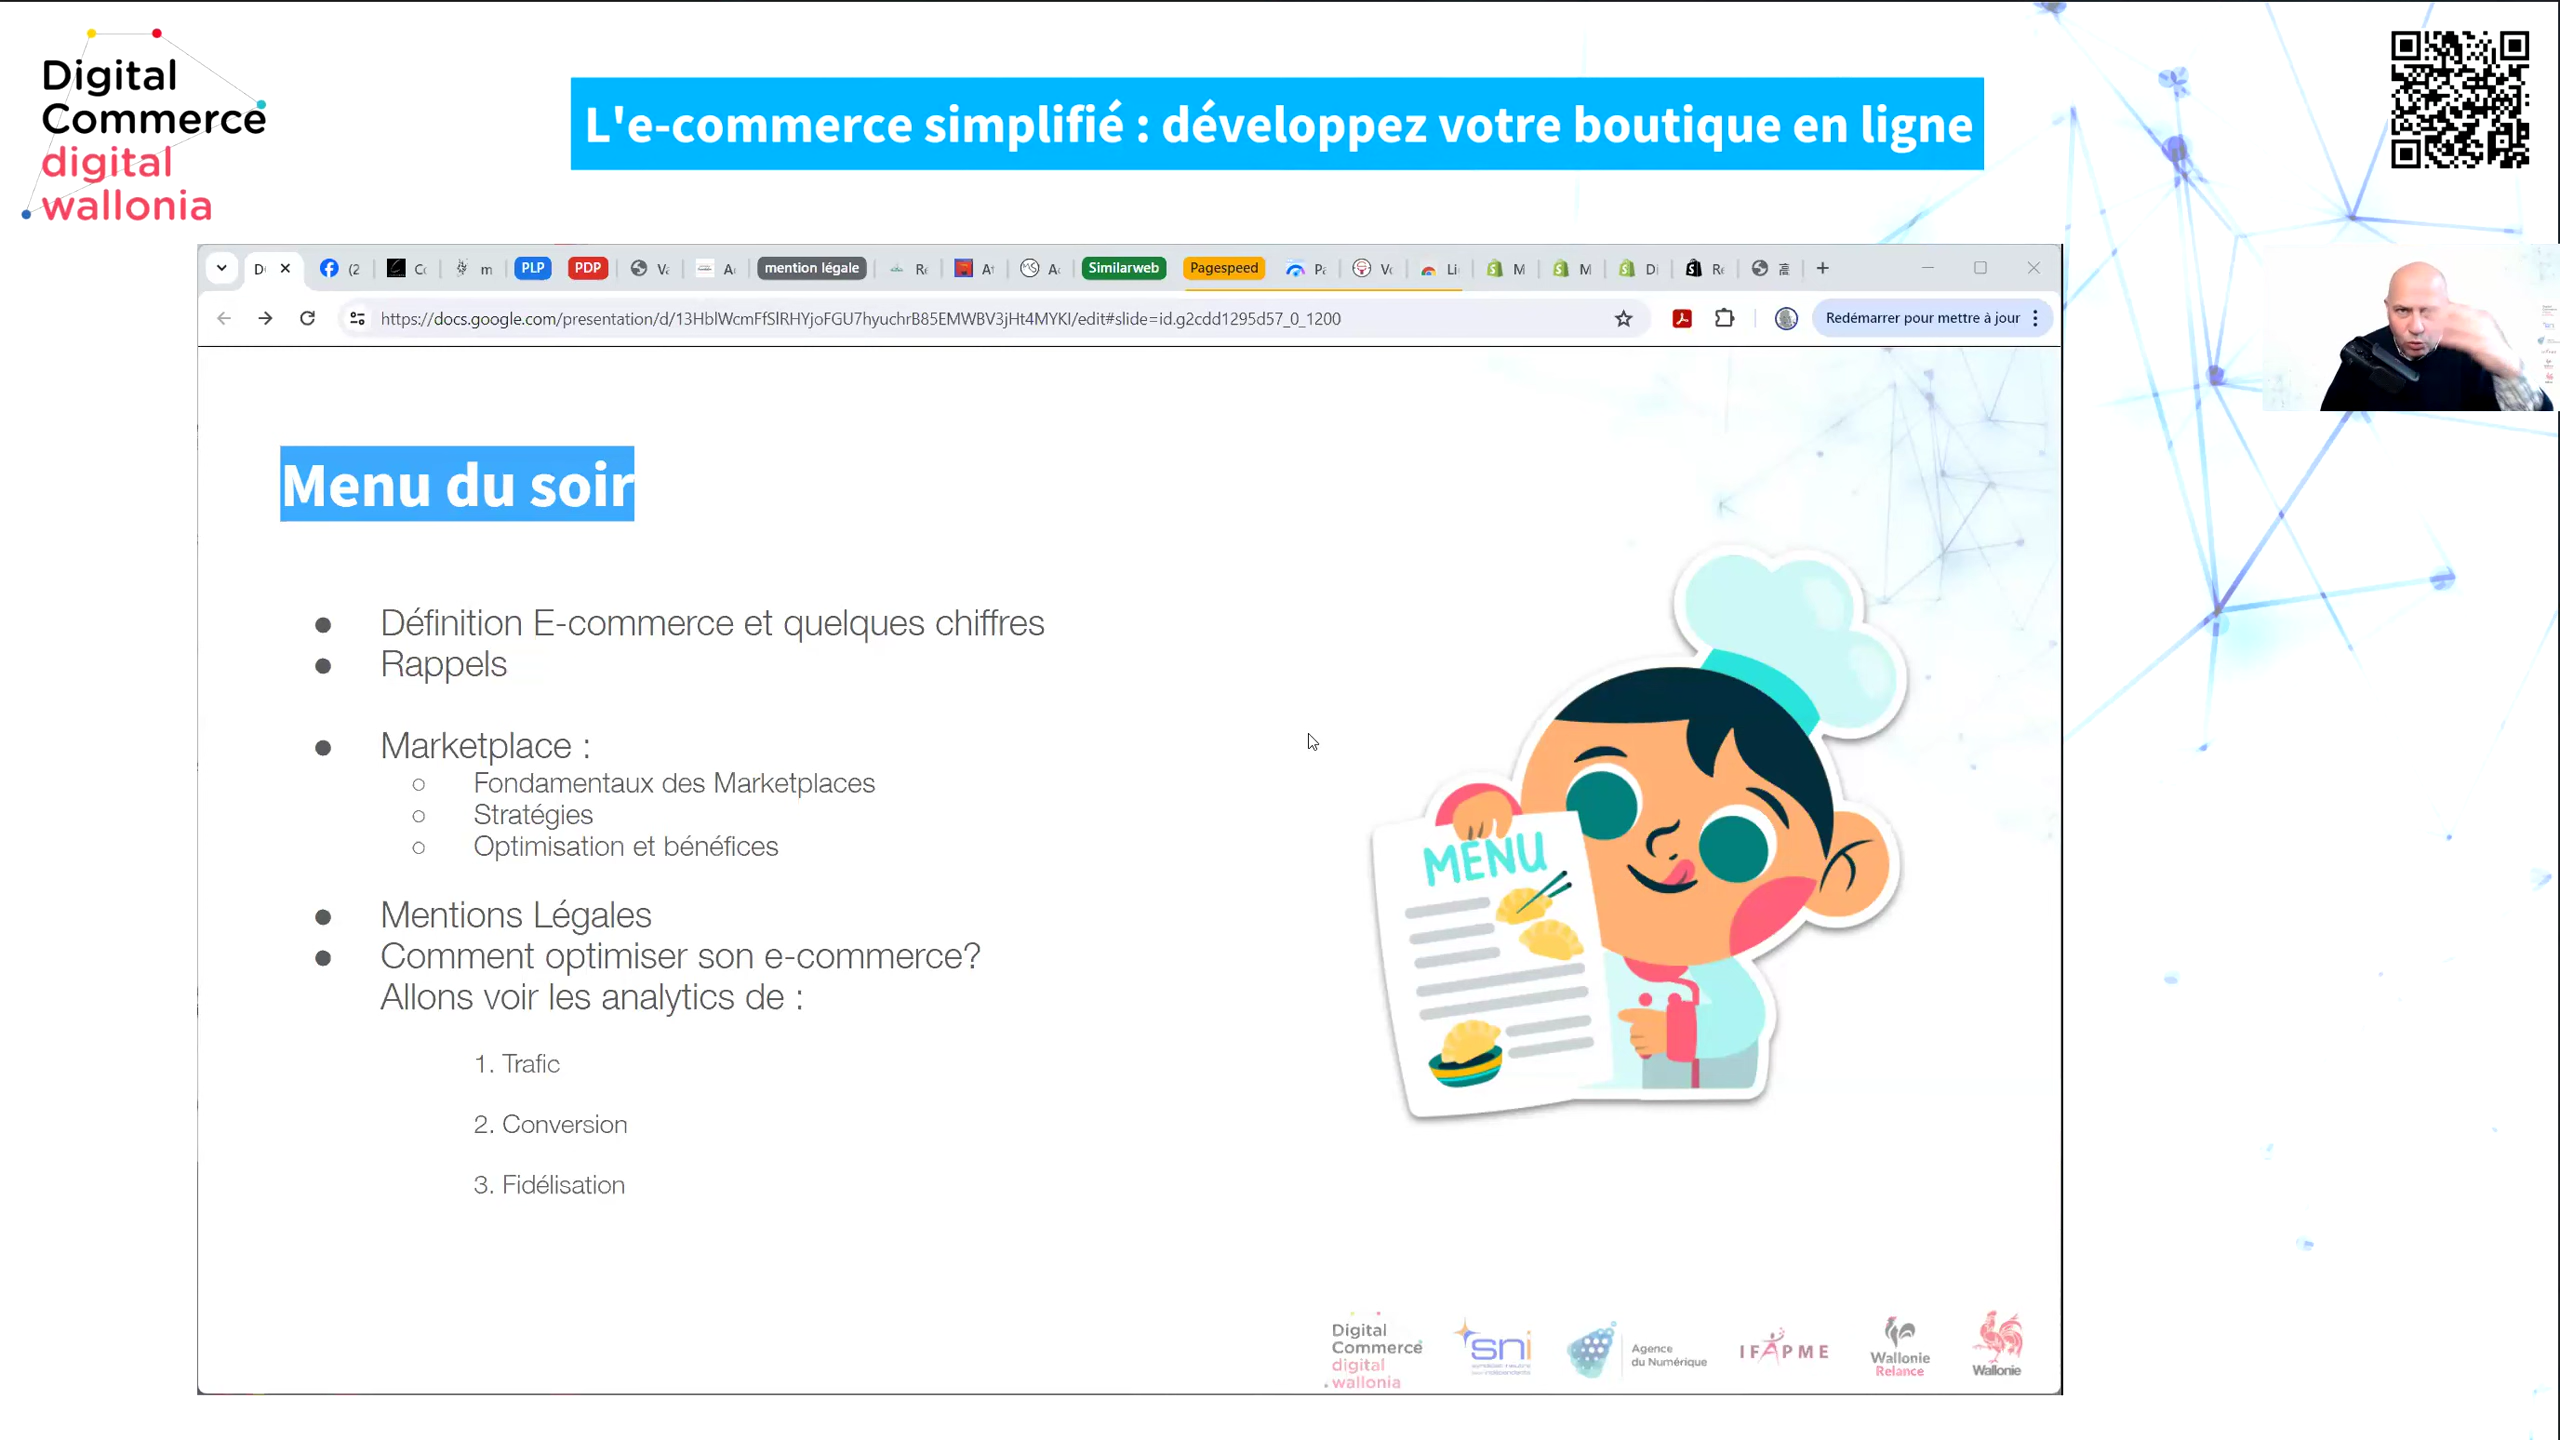 Digital
Commerce
digital
wallonia
L'e-commerce simplifié : développez votre boutique en ligne
PLP
PDP
mention légale
Similarweb
Pagespeed
https://docs.google.com/presentation/d/13HblWcmFfSlRHYjoFGU7hyuchrB85EMWBV3jHt4MYKI/edit#slide=id.g2cdd1295d57_0_1200
Redémarrer pour mettre à jour
Menu du soir
● Définition E-commerce et quelques chiffres
● Rappels
● Marketplace :
○ Fondamentaux des Marketplaces
○ Stratégies
○ Optimisation et bénéfices
● Mentions Légales
● Comment optimiser son e-commerce?
Allons voir les analytics de :
1. Trafic
2. Conversion
3. Fidélisation
MENU
Digital
Commerce
digital
wallonia
sni
Agence
du Numérique
IFAPME
Wallonie
Relance
Wallonie